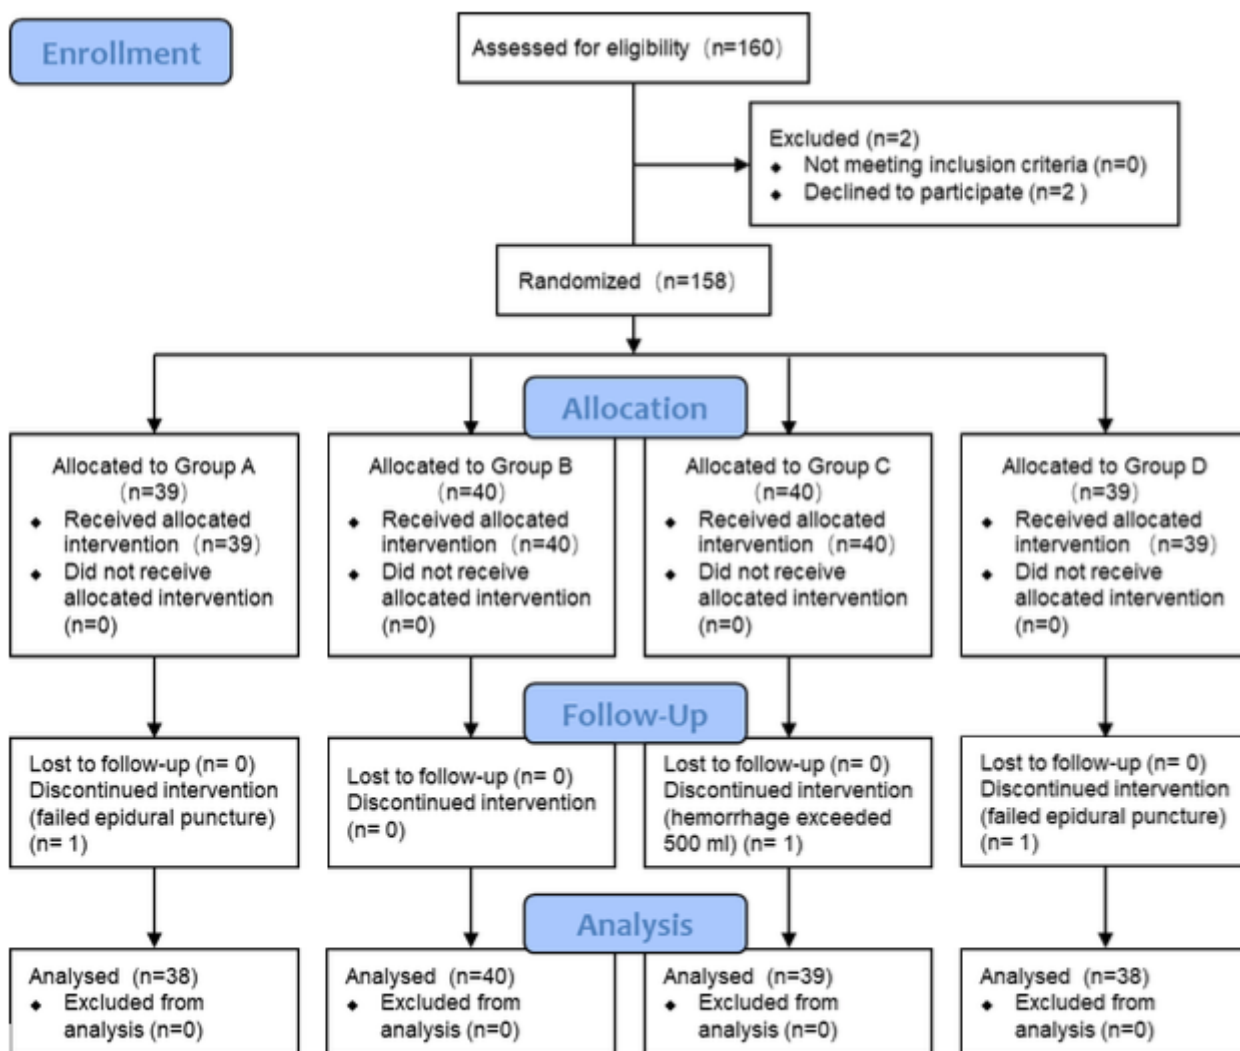 Enrollment
Assessed for eligibility (n=160)
Excluded (n=2)
◆ Not meeting inclusion criteria (n=0)
◆ Declined to participate (n=2 )
Randomized (n=158)
Allocation
Allocated to Group A
(n=39)
◆ Received allocated
intervention (n=39)
◆ Did not receive
allocated intervention
(n=0)
Allocated to Group B
(n=40)
◆ Received allocated
intervention (n=40)
◆ Did not receive
allocated intervention
(n=0)
Allocated to Group C
(n=40)
◆ Received allocated
intervention (n=40)
◆ Did not receive
allocated intervention
(n=0)
Allocated to Group D
(n=39)
◆ Received allocated
intervention (n=39)
◆ Did not receive
allocated intervention
(n=0)
Follow-Up
Lost to follow-up (n= 0)
Discontinued intervention
(failed epidural puncture)
(n= 1)
Lost to follow-up (n= 0)
Discontinued intervention
(n= 0)
Lost to follow-up (n= 0)
Discontinued intervention
(hemorrhage exceeded
500 ml) (n= 1)
Lost to follow-up (n= 0)
Discontinued intervention
(failed epidural puncture)
(n= 1)
Analysis
Analysed (n=38)
◆ Excluded from
analysis (n=0)
Analysed (n=40)
◆ Excluded from
analysis (n=0)
Analysed (n=39)
◆ Excluded from
analysis (n=0)
Analysed (n=38)
◆ Excluded from
analysis (n=0)